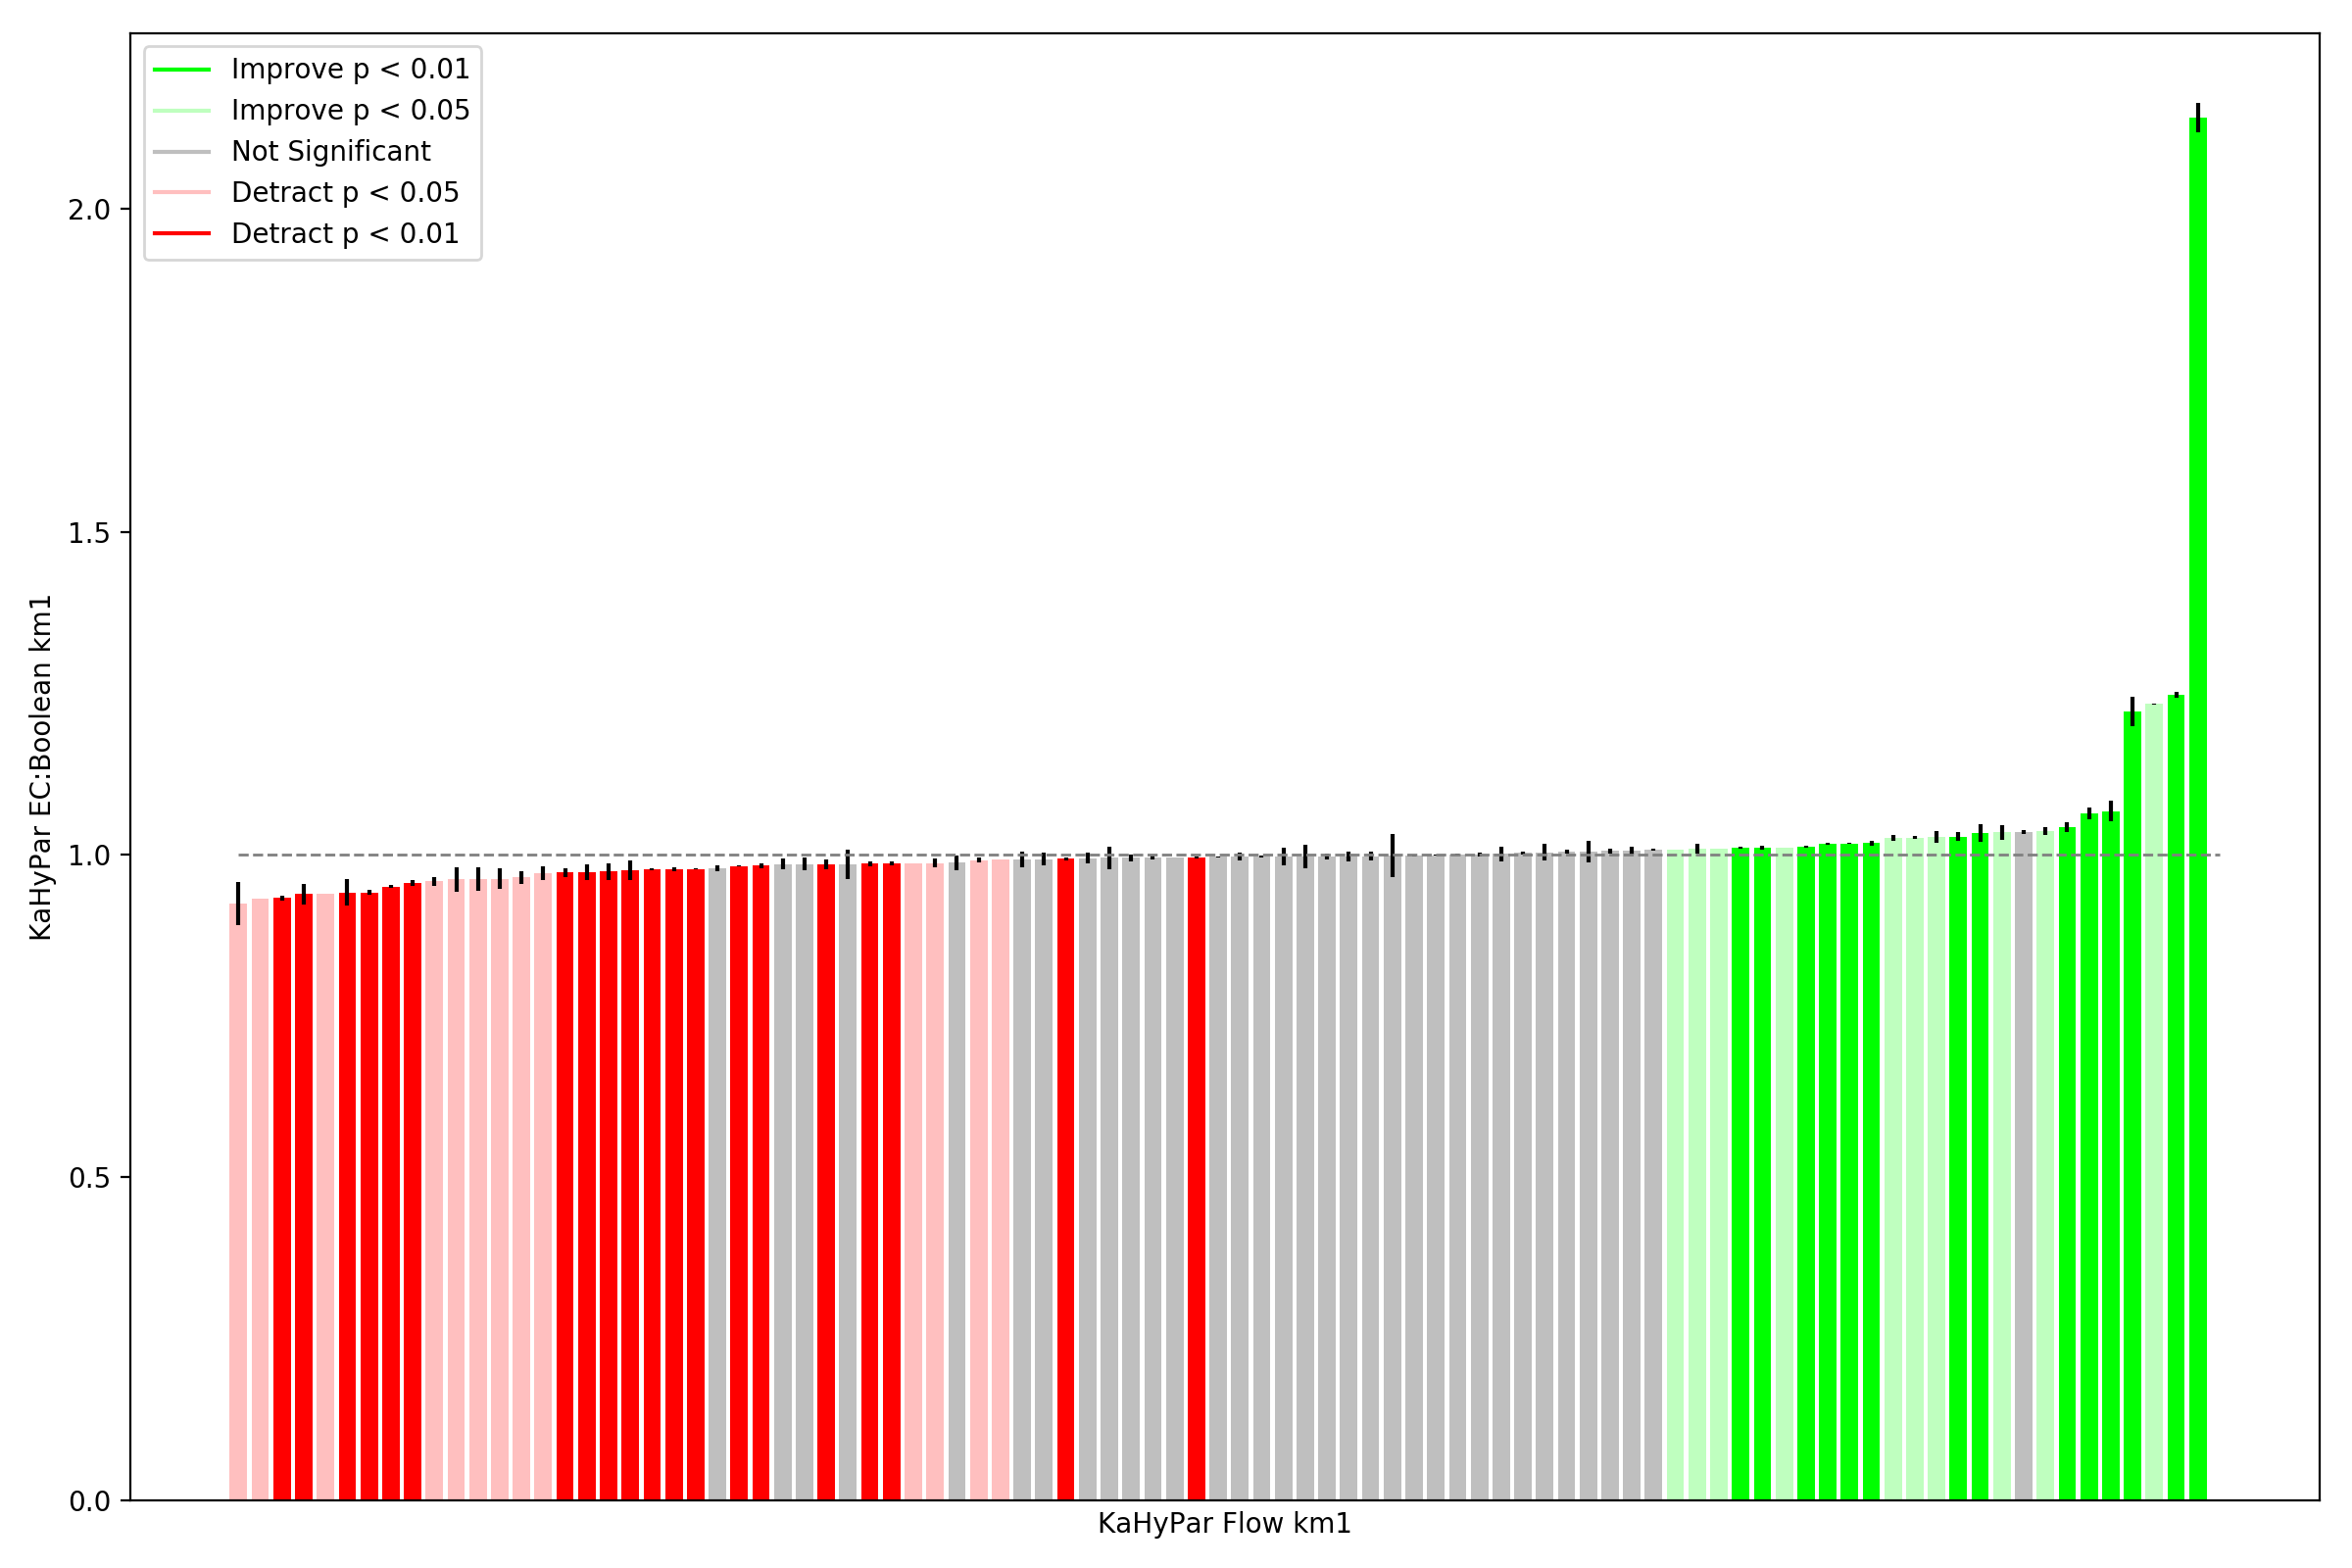 Improve p < 0.01
Improve p < 0.05
Not Significant
Detract p < 0.05
Detract p < 0.01
2.0
1.5
1.0
0.5
0.0
KaHyPar EC:Boolean km1
KaHyPar Flow km1